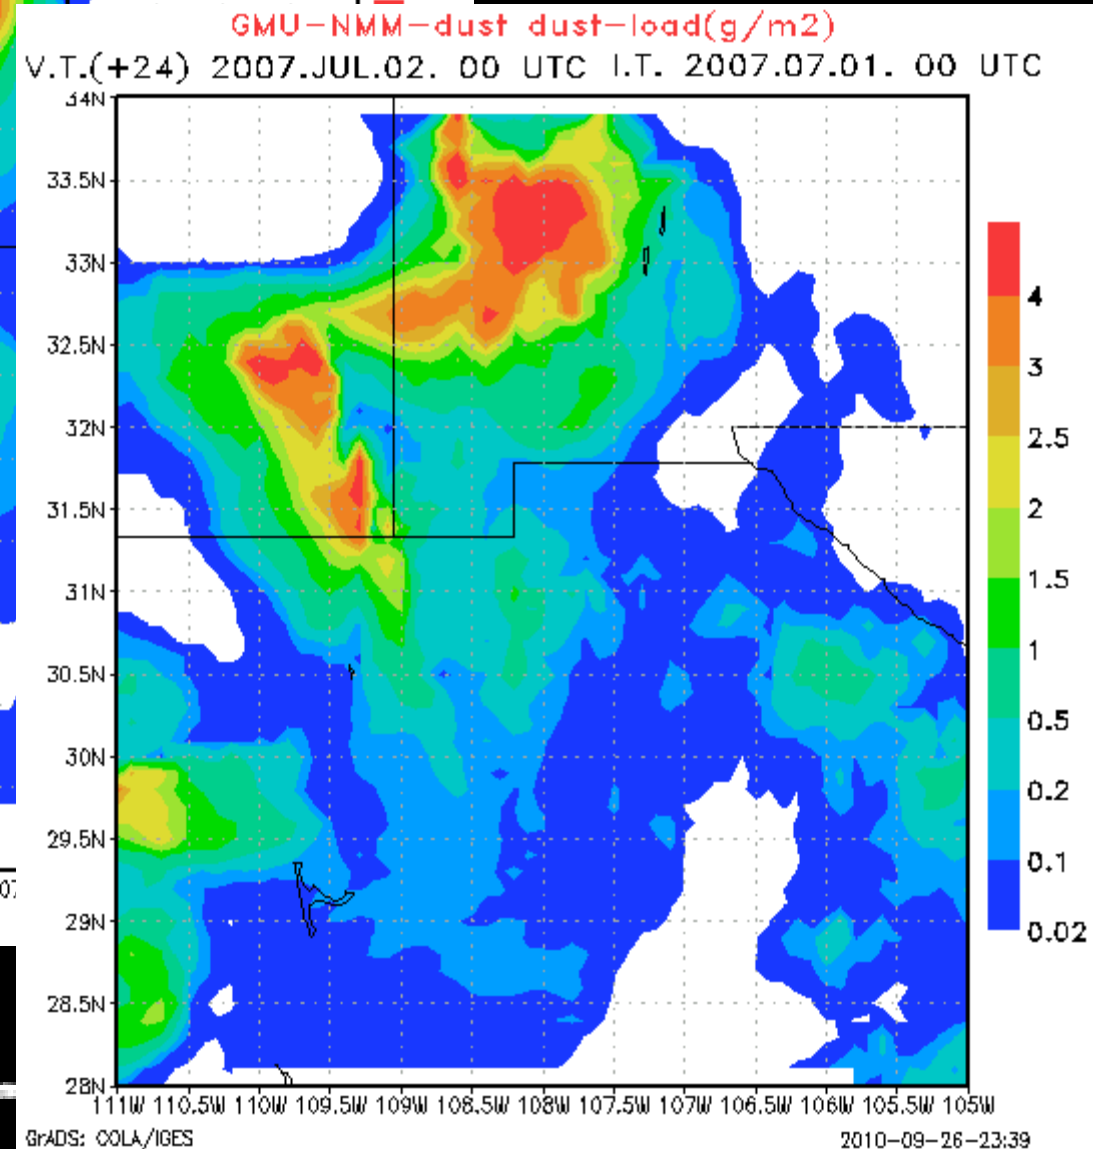 GMU-NMM-dust dust-load(g/m2)
V.T.(+24) 2007.JUL.02. 00 UTC I.T. 2007.07.01. 00 UTC
34N
33.5N
33N
32.5N
32N
31.5N
31N
30.5N
30N
29.5N
29N
28.5N
28N
4
3
2.5
2
1.5
1
0.5
0.2
0.1
0.02
07
111W 110.5W 110W 109.5W 109W 108.5W 108W 107.5W 107W 106.5W 106W 105.5W 105W
GrADS: COLA/IGES 2010-09-26-23:39